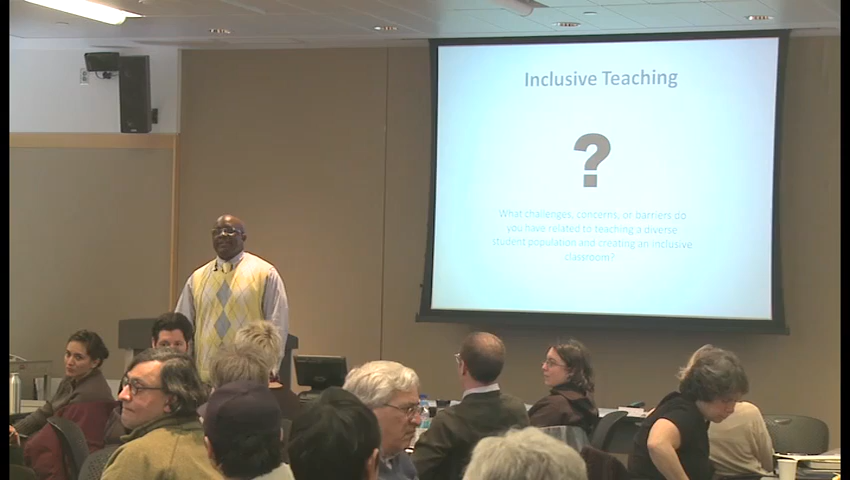 Inclusive Teaching
?
What challenges, concerns, or barriers do
you have related to teaching a diverse
student population and creating an inclusive
classroom?